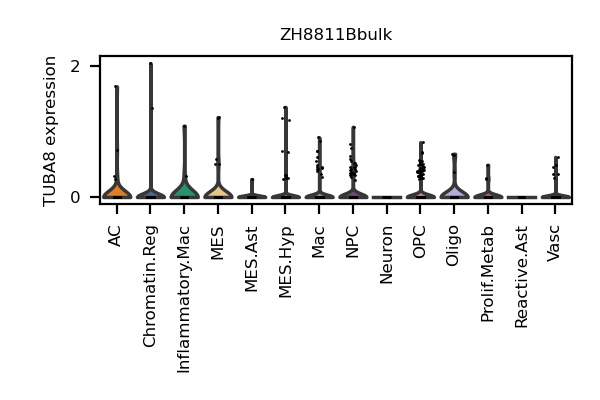 ZH8811Bbulk
TUBA8 expression
2
0
AC
Chromatin.Reg
Inflammatory.Mac
MES
MES.Ast
MES.Hyp
Mac
NPC
Neuron
OPC
Oligo
Prolif.Metab
Reactive.Ast
Vasc